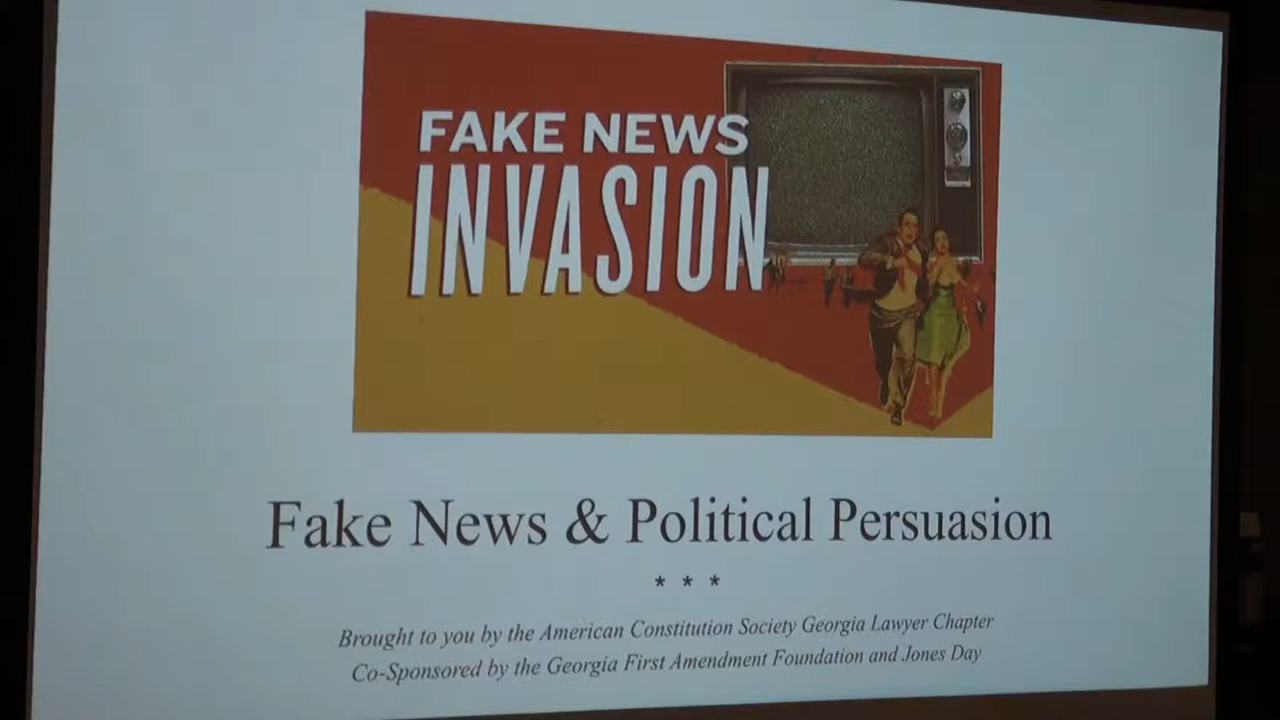 FAKE NEWS
INVASION
Fake News & Political Persuasion
* * *
Brought to you by the American Constitution Society Georgia Lawyer Chapter
Co-Sponsored by the Georgia First Amendment Foundation and Jones Day